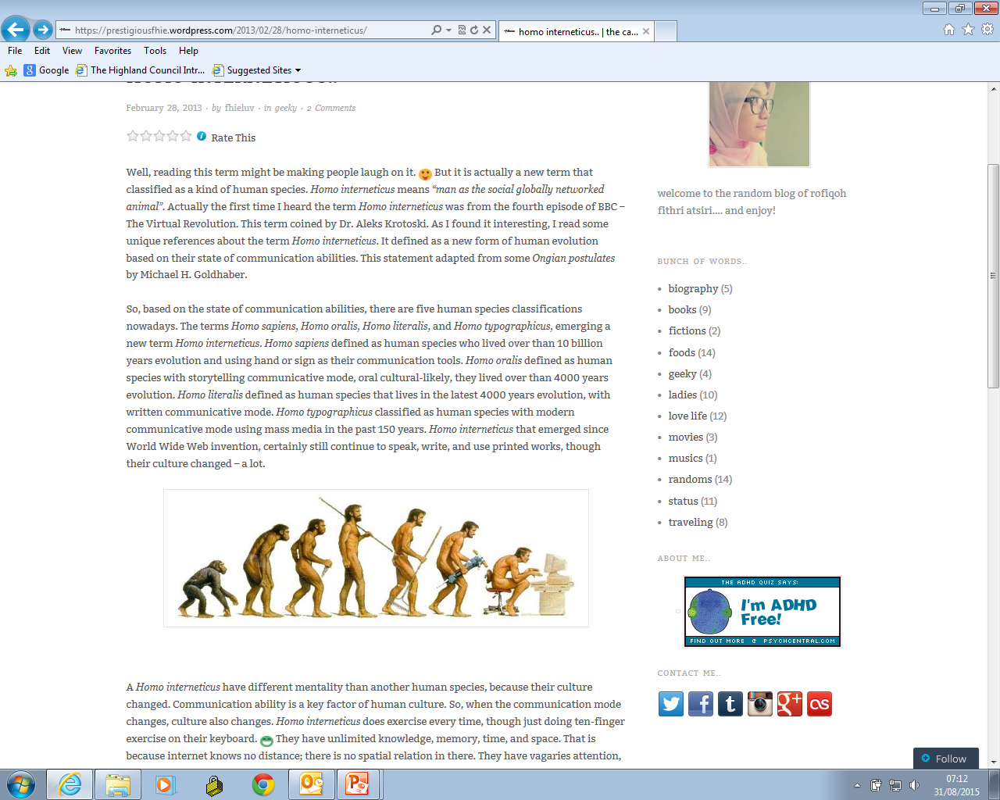 https://prestigiousfhie.wordpress.com/2013/02/28/homo-interneticus/
homo interneticus.. | the ca...
File Edit View Favorites Tools Help
Google The Highland Council Intr... Suggested Sites
February 28, 2013 · by fhieluv · in geeky · 2 Comments
Rate This
Well, reading this term might be making people laugh on it. But it is actually a new term that
classified as a kind of human species. Homo interneticus means “man as the social globally networked
animal”. Actually the first time I heard the term Homo interneticus was from the fourth episode of BBC –
The Virtual Revolution. This term coined by Dr. Aleks Krotoski. As I found it interesting, I read some
unique references about the term Homo interneticus. It defined as a new form of human evolution
based on their state of communication abilities. This statement adapted from some Ongian postulates
by Michael H. Goldhaber.
So, based on the state of communication abilities, there are five human species classifications
nowadays. The terms Homo sapiens, Homo oralis, Homo literalis, and Homo typographicus, emerging a
new term Homo interneticus. Homo sapiens defined as human species who lived over than 10 billion
years evolution and using hand or sign as their communication tools. Homo oralis defined as human
species with storytelling communicative mode, oral cultural-likely, they lived over than 4000 years
evolution. Homo literalis defined as human species that lives in the latest 4000 years evolution, with
written communicative mode. Homo typographicus classified as human species with modern
communicative mode using mass media in the past 150 years. Homo interneticus that emerged since
World Wide Web invention, certainly still continue to speak, write, and use printed works, though
their culture changed – a lot.
A Homo interneticus have different mentality than another human species, because their culture
changed. Communication ability is a key factor of human culture. So, when the communication mode
changes, culture also changes. Homo interneticus does exercise every time, though just doing ten-finger
exercise on their keyboard. They have unlimited knowledge, memory, time, and space. That is
because internet knows no distance; there is no spatial relation in there. They have vagaries attention,
welcome to the random blog of rofiqoh
fithri atsiri.... and enjoy!
BUNCH OF WORDS..
biography (5)
books (9)
fictions (2)
foods (14)
geeky (4)
ladies (10)
love life (12)
movies (3)
musics (1)
randoms (14)
status (11)
traveling (8)
ABOUT ME..
THE ADHD QUIZ SAYS:
I'm ADHD
Free!
FIND OUT MORE @ PSYCHCENTRAL.COM
CONTACT ME..
Follow
07:12
31/08/2015